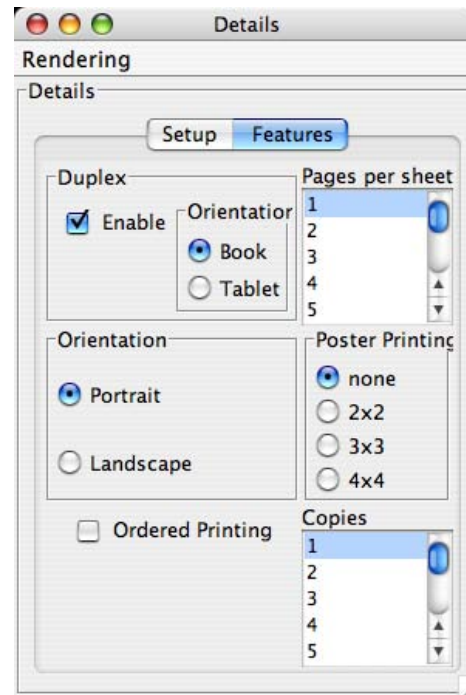 Details
Rendering
Details
Setup Features
Duplex
Enable
Orientatior
Book
Tablet
Pages per sheet
1
2
3
4
5
Orientation
Portrait
Landscape
Poster Printing
none
2x2
3x3
4x4
Ordered Printing
Copies
1
2
3
4
5